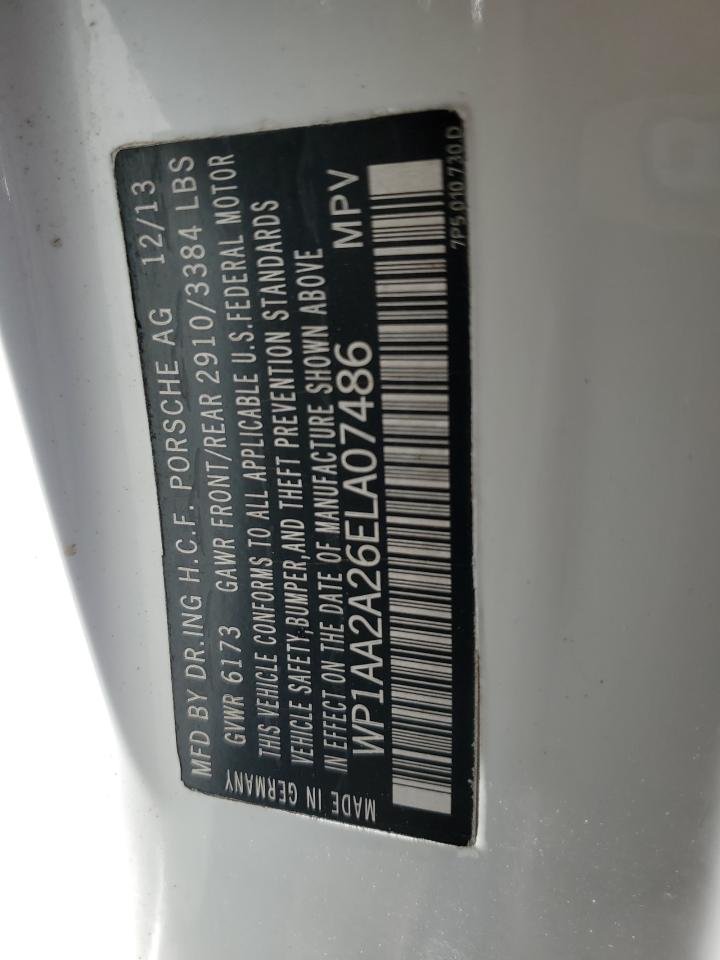 MFD BY DR.ING H.C.F. PORSCHE AG 12/13
GVWR 6173 GAWR FRONT/REAR 2910/3384 LBS
THIS VEHICLE CONFORMS TO ALL APPLICABLE U.S.FEDERAL MOTOR
VEHICLE SAFETY,BUMPER,AND THEFT PREVENTION STANDARDS
IN EFFECT ON THE DATE OF MANUFACTURE SHOWN ABOVE
WP1AA2A26ELA07486 MPV
MADE IN GERMANY
7P5.010.730.D